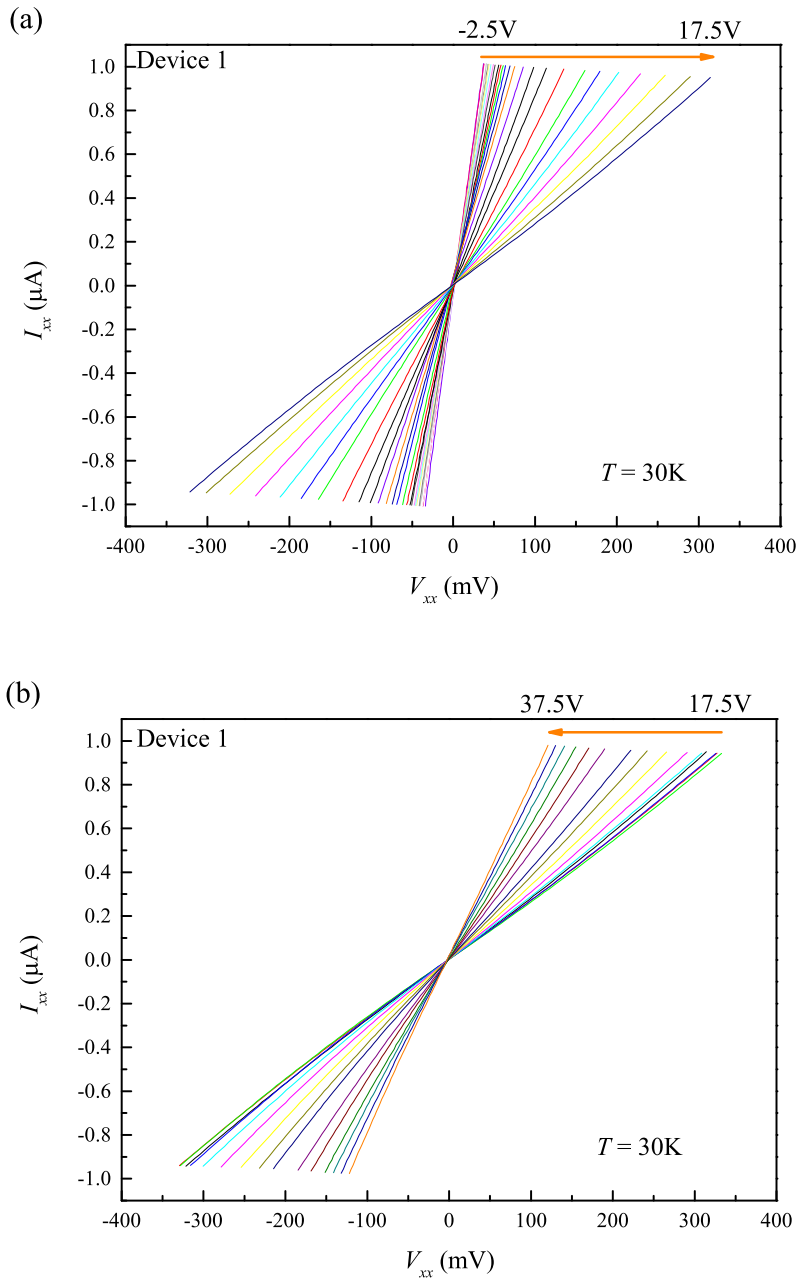 (a)
-2.5V 17.5V
Device 1
1.0
0.8
0.6
0.4
0.2
0.0
-0.2
-0.4
-0.6
-0.8
-1.0
I_xx (μA)
T = 30K
-400 -300 -200 -100 0 100 200 300 400
V_xx (mV)
(b)
37.5V 17.5V
Device 1
1.0
0.8
0.6
0.4
0.2
0.0
-0.2
-0.4
-0.6
-0.8
-1.0
I_xx (μA)
T = 30K
-400 -300 -200 -100 0 100 200 300 400
V_xx (mV)